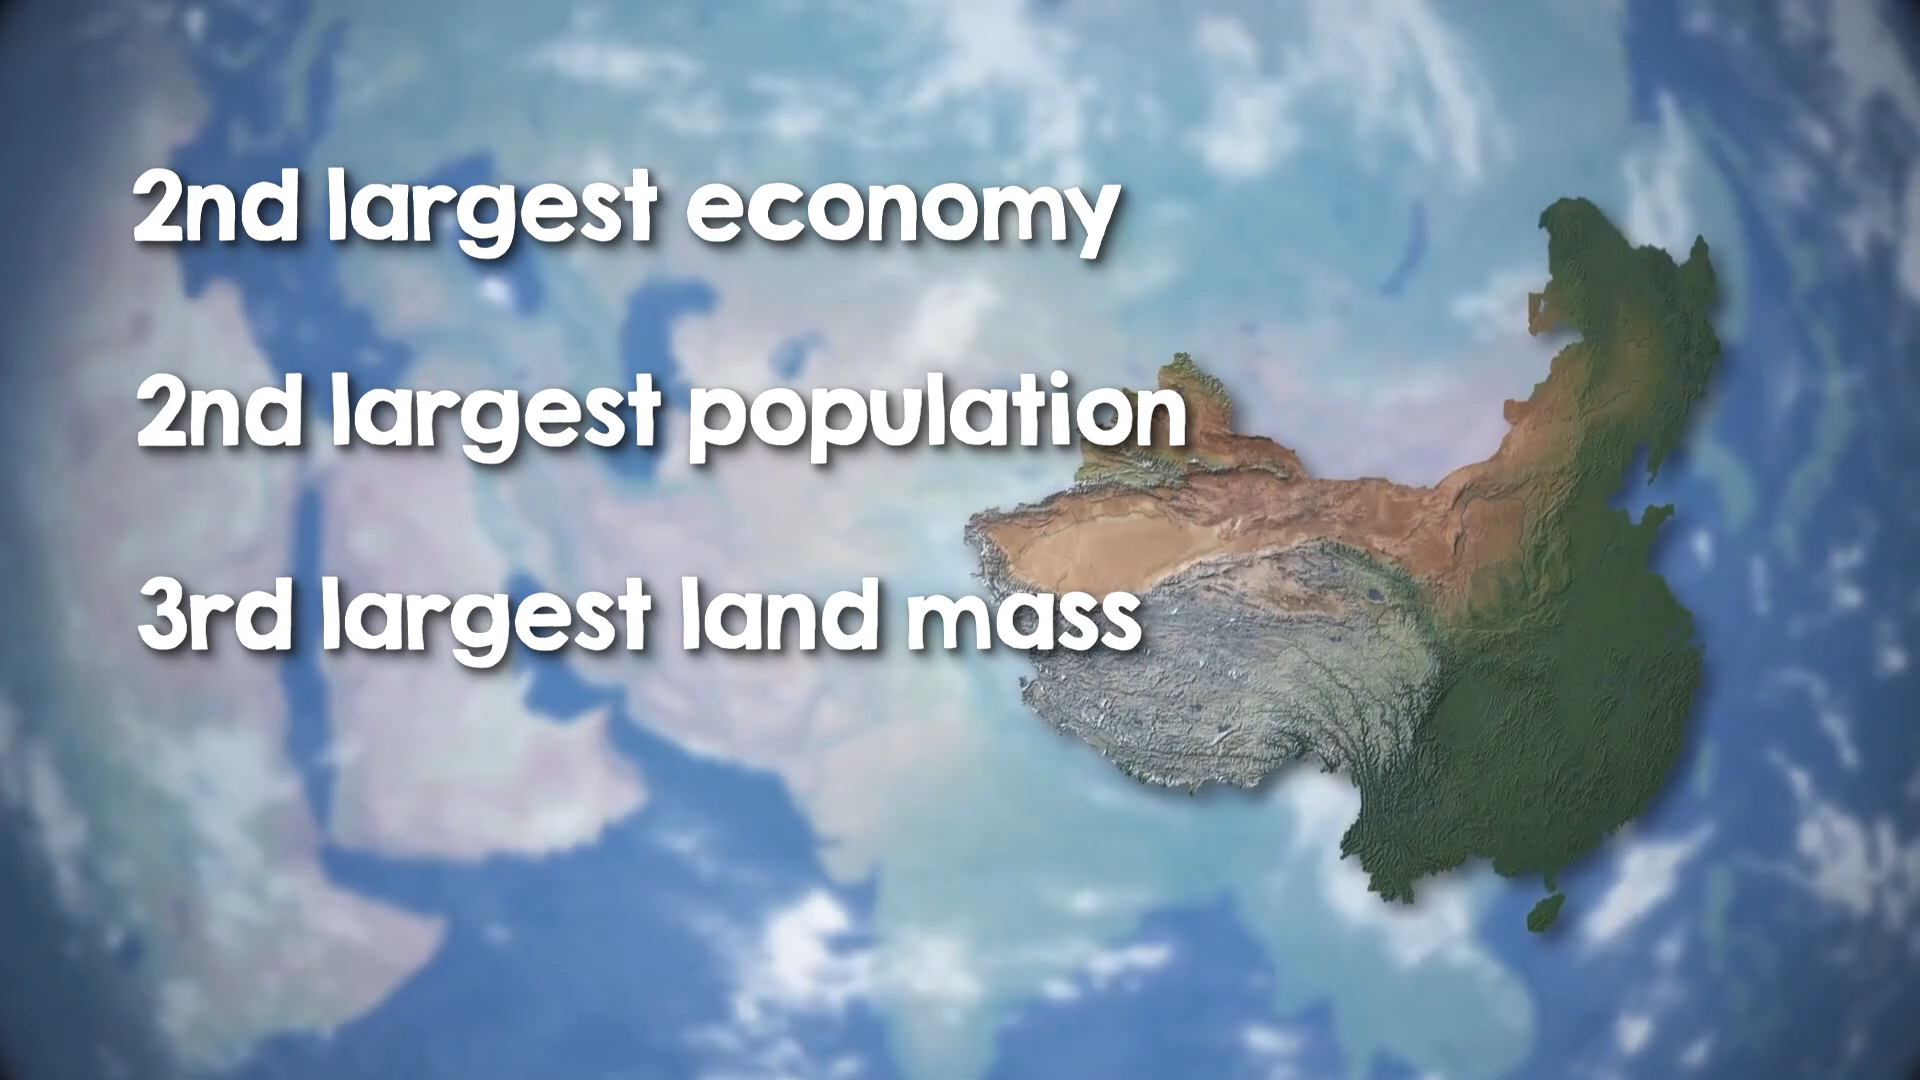 2nd largest economy
2nd largest population
3rd largest land mass